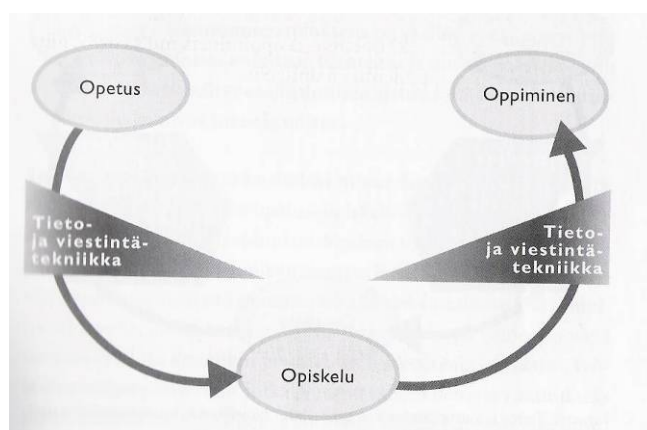 Opetus
Oppiminen
Tieto-
ja viestintä-
tekniikka
Tieto-
ja viestintä-
tekniikka
Opiskelu